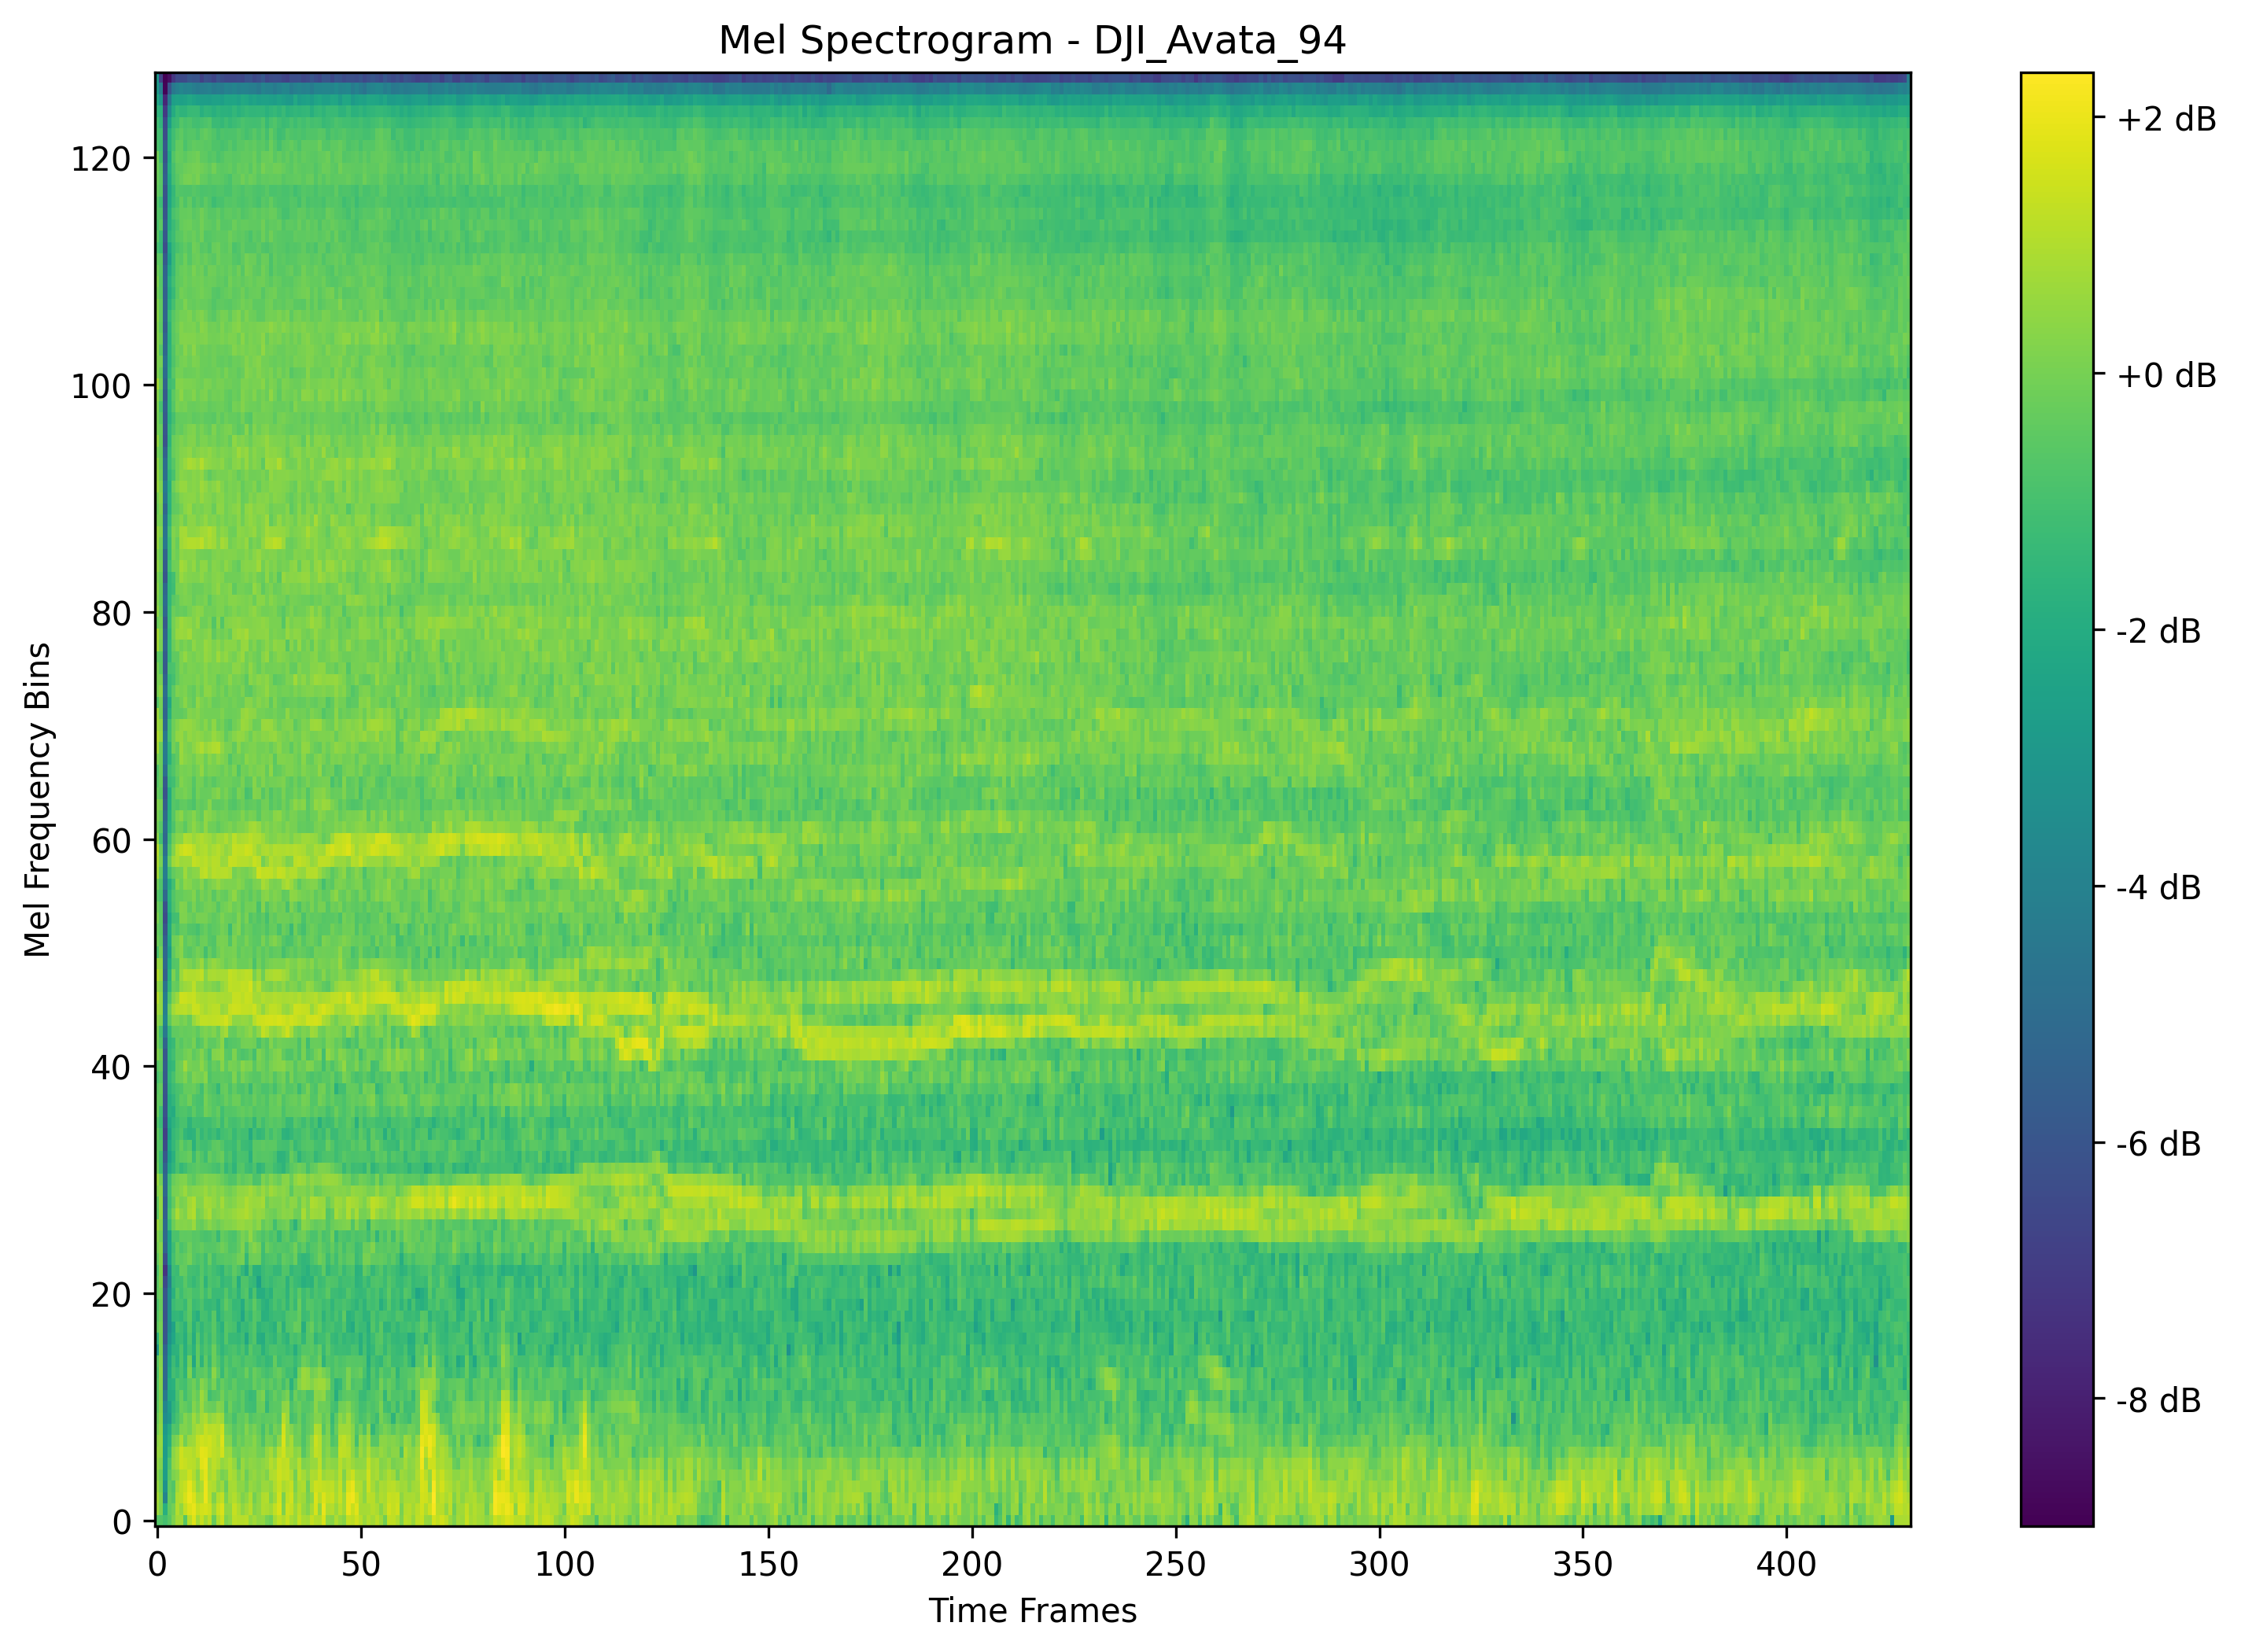 Mel Spectrogram - DJI_Avata_94
Mel Frequency Bins
120
100
80
60
40
20
0
0 50 100 150 200 250 300 350 400
Time Frames
+2 dB
+0 dB
-2 dB
-4 dB
-6 dB
-8 dB